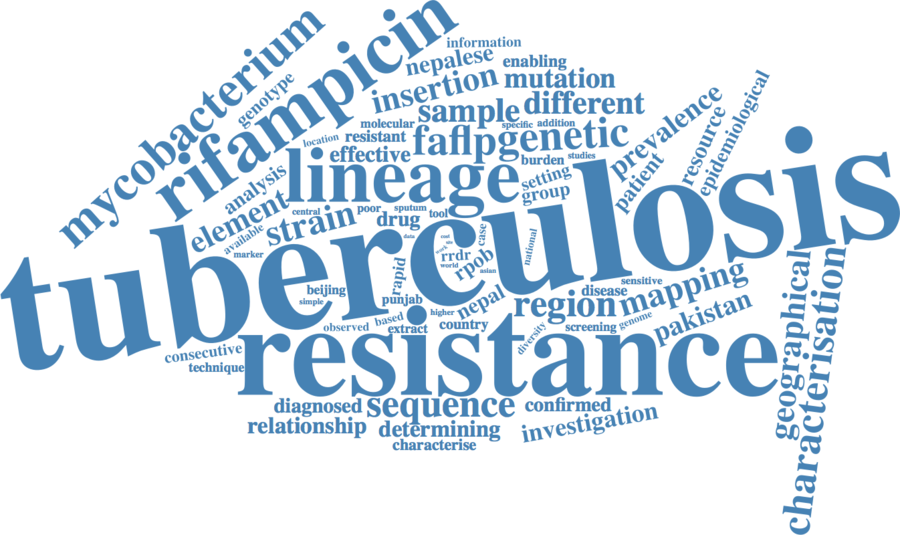 information
nepalese
enabling
mycobacterium
rifampicin
genotype
insertion
mutation
sample
different
molecular
specific
addition
location
resistant
faflp
genetic
prevalence
resource
epidemiological
effective
burden
studies
analysis
lineage
setting
group
patient
element
strain
central
poor
sputum
drug
tool
available
marker
data
cost
work
world
rrdr
rpob
asian
case
national
tuberculosis
rapid
beijing
simple
punjab
nepal
higher
sensitive
disease
region
mapping
pakistan
geographical
characterisation
observed
based
extract
country
diversity
screening
genome
consecutive
technique
resistance
diagnosed
sequence
confirmed
relationship
determining
investigation
characterise